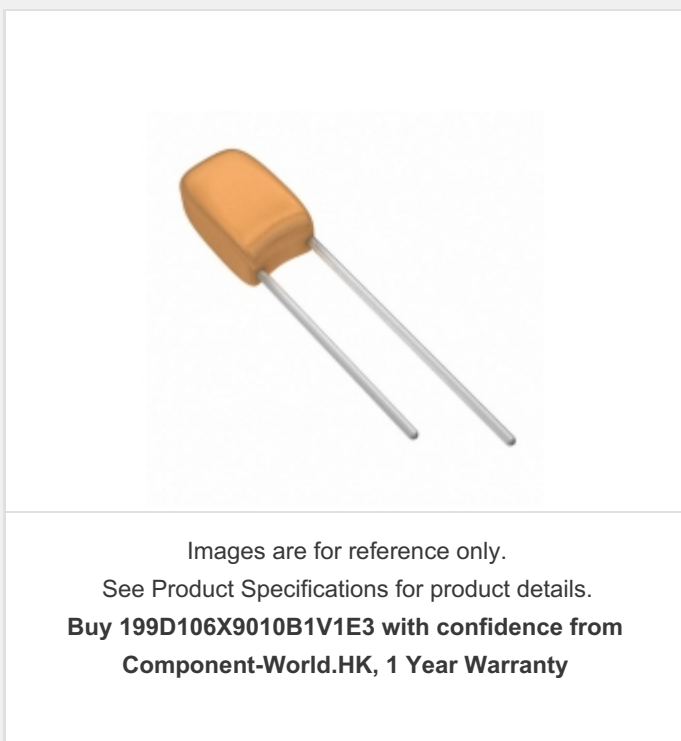 Images are for reference only.
See Product Specifications for product details.
Buy 199D106X9010B1V1E3 with confidence from
Component-World.HK, 1 Year Warranty